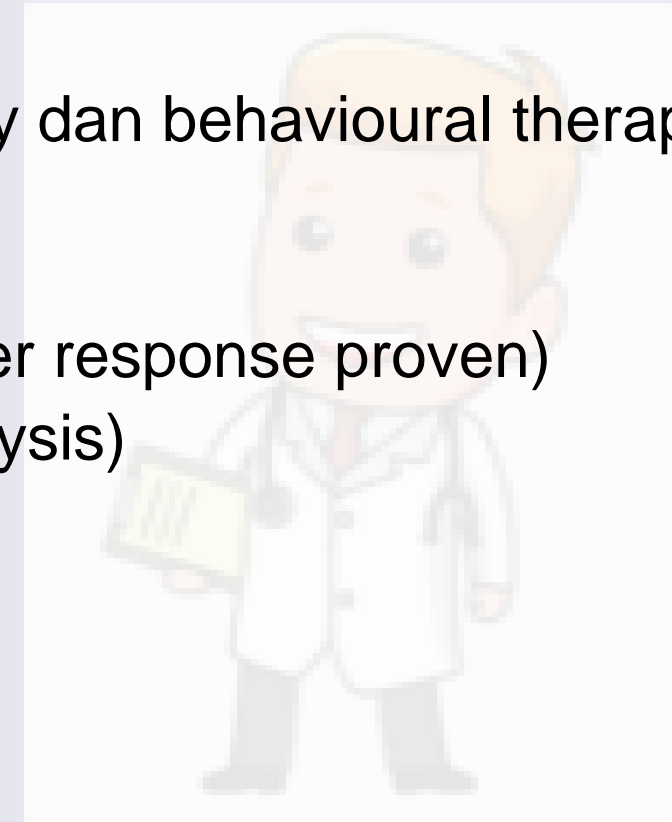 y dan behavioural therap
er response proven)
ysis)